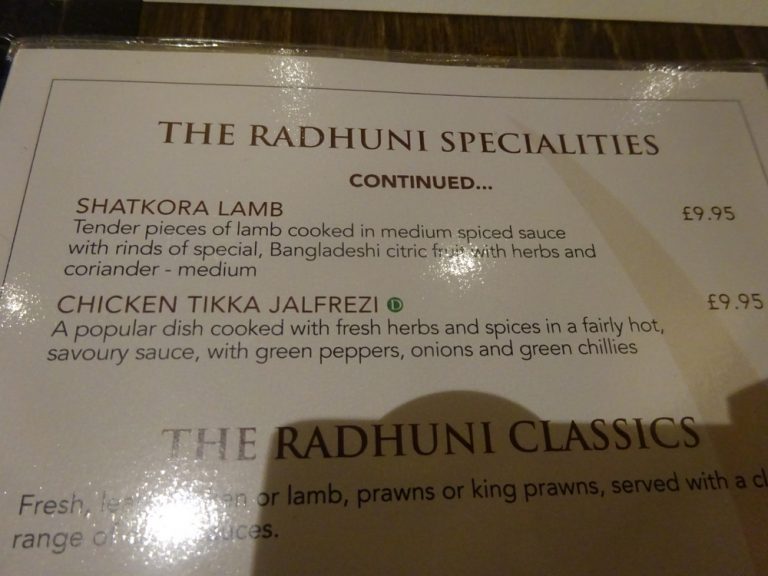 THE RADHUNI SPECIALITIES
CONTINUED...
SHATKORA LAMB £9.95
Tender pieces of lamb cooked in medium spiced sauce
with rinds of special, Bangladeshi citric fruit with herbs and
coriander - medium
CHICKEN TIKKA JALFREZI D £9.95
A popular dish cooked with fresh herbs and spices in a fairly hot,
savoury sauce, with green peppers, onions and green chillies
THE RADHUNI CLASSICS
Fresh, or lamb, prawns or king prawns, served with a
range